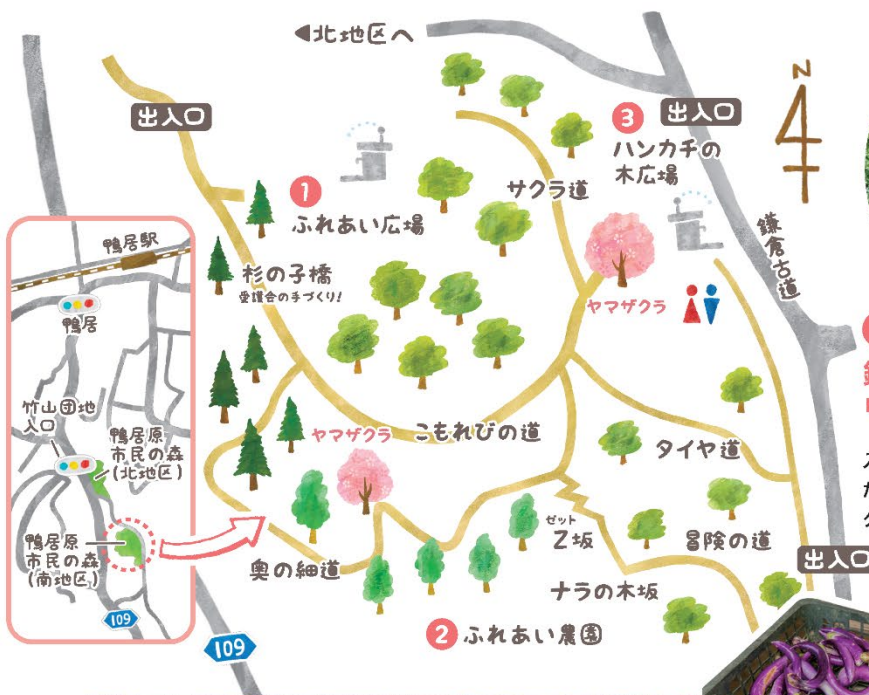 ◀北地区へ
出入口
N
3
出入口
ハンカチの
木広場
1
ふれあい広場
サクラ道
鎌倉古道
鴨居駅
鴨居
杉の子橋
愛護会の手づくり!
ヤマザクラ
竹山団地
入口
鴨居原
市民の森
(北地区)
ヤマザクラ
こもれびの道
タイヤ道
鴨居原
市民の森
(南地区)
ゼット
Z坂
冒険の道
奥の細道
出入口
ナラの木坂
109
109
2
ふれあい農園